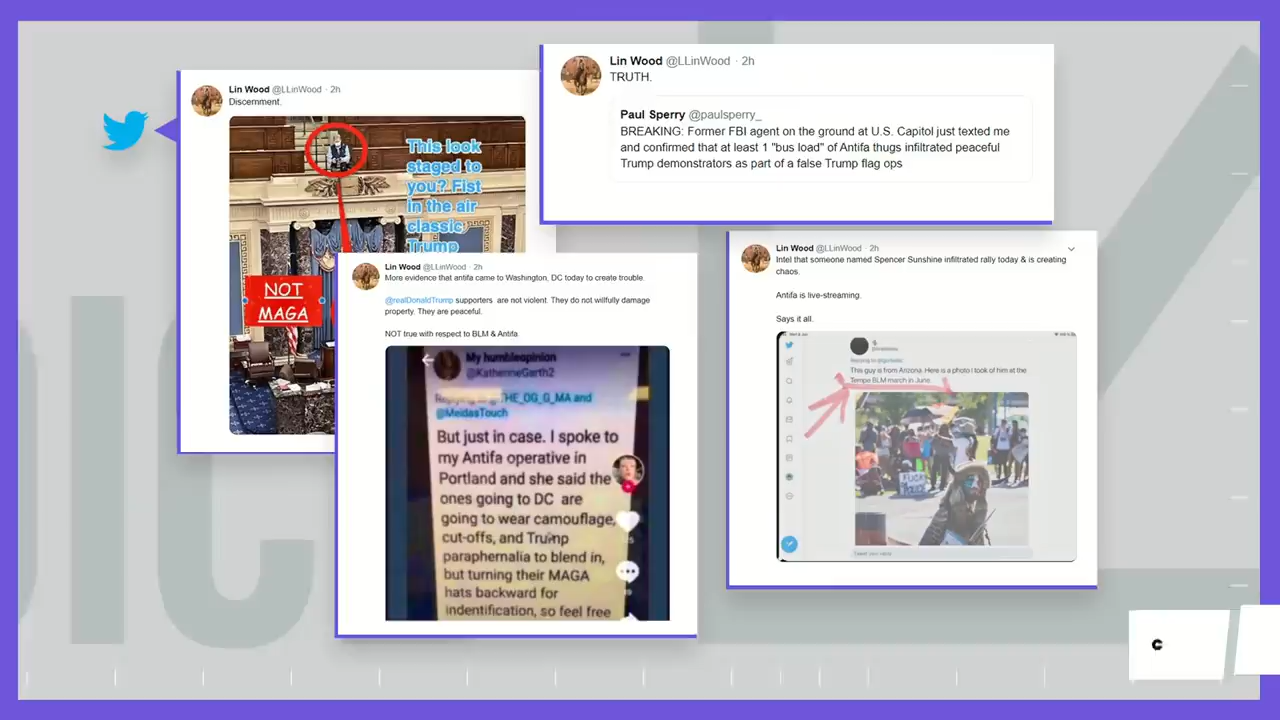 Lin Wood @LLinWood · 2h
Discernment.
This look
staged to
you? Fist
in the air
classic
Trump
NOT
MAGA
Lin Wood @LLinWood · 2h
TRUTH.
Paul Sperry @paulsperry_
BREAKING: Former FBI agent on the ground at U.S. Capitol just texted me
and confirmed that at least 1 "bus load" of Antifa thugs infiltrated peaceful
Trump demonstrators as part of a false Trump flag ops
Lin Wood @LLinWood · 2h
More evidence that antifa came to Washington, DC today to create trouble.
@realDonaldTrump supporters are not violent. They do not willfully damage
property. They are peaceful.
NOT true with respect to BLM & Antifa
My humbleopinion
@KatherineGarth2
THE_OG_G_MA and
@MeidasTouch
But just in case. I spoke to
my Antifa operative in
Portland and she said the
ones going to DC are
going to wear camouflage,
cut-offs, and Trump
paraphernalia to blend in,
but turning their MAGA
hats backward for
indentification, so feel free
Lin Wood @LLinWood · 2h
Intel that someone named Spencer Sunshine infiltrated rally today & is creating
chaos.
Antifa is live-streaming.
Says it all.
This guy is from Arizona. Here is a photo I took of him at the
Tempe BLM march in June.
C